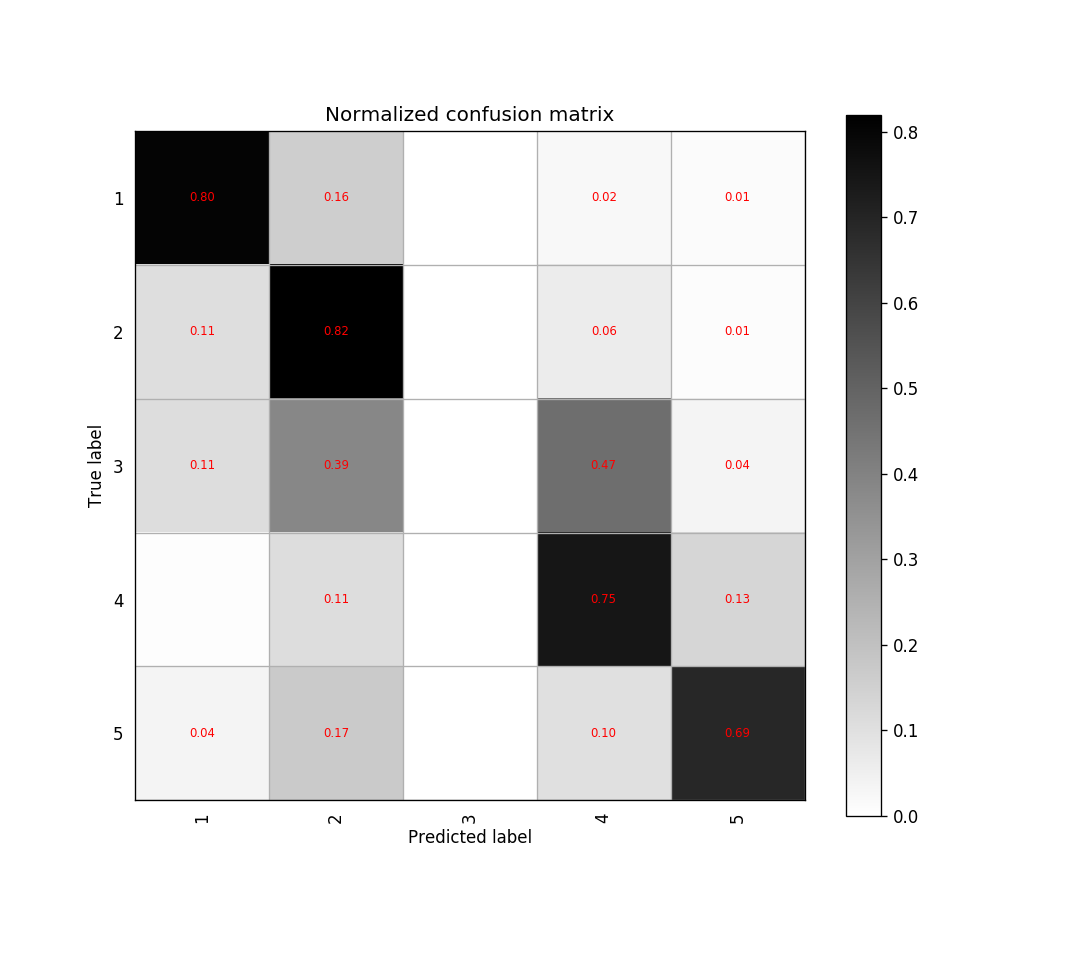 Normalized confusion matrix
1 0.80 0.16 0.02 0.01
2 0.11 0.82 0.06 0.01
3 0.11 0.39 0.47 0.04
4 0.11 0.75 0.13
5 0.04 0.17 0.10 0.69
True label
1 2 3 4 5
Predicted label
0.8
0.7
0.6
0.5
0.4
0.3
0.2
0.1
0.0